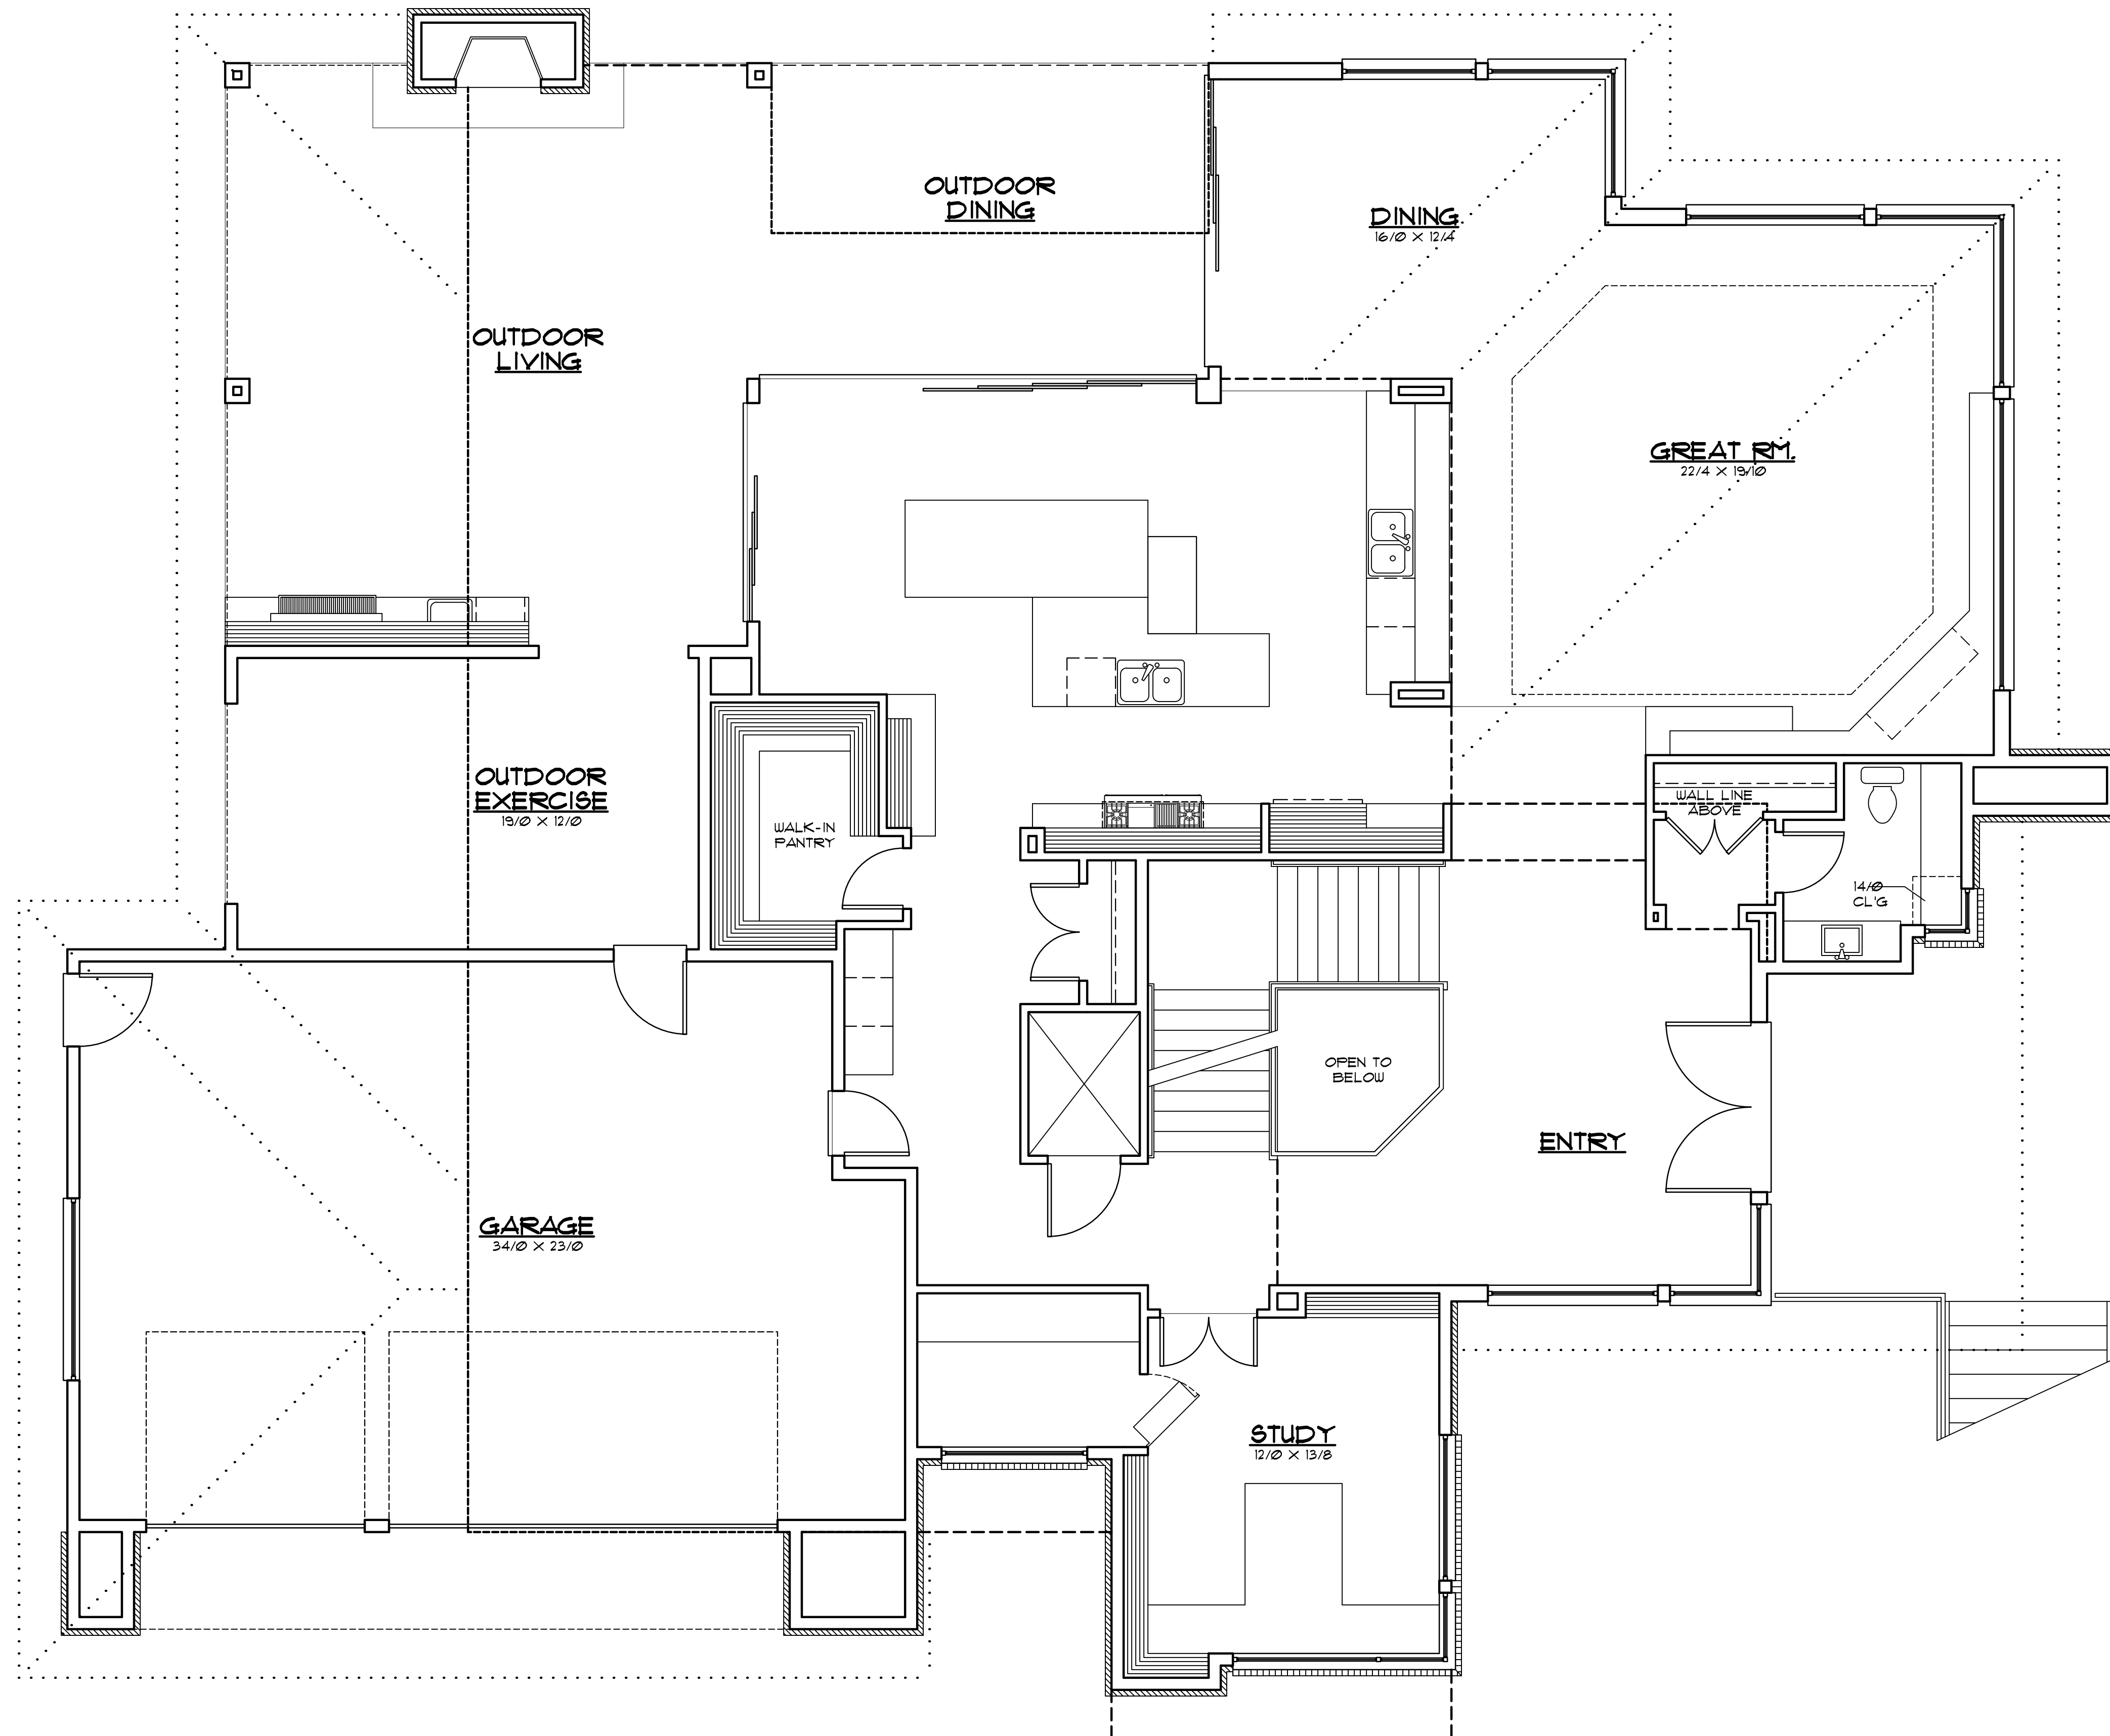 OUTDOOR
DINING
DINING
16/0 X 12/4
OUTDOOR
LIVING
GREAT RM.
22/4 X 19/10
OUTDOOR
EXERCISE
19/0 X 12/0
WALK-IN
PANTRY
WALL LINE
ABOVE
14/0
CL'G
OPEN TO
BELOW
ENTRY
GARAGE
34/0 X 23/0
STUDY
12/0 X 13/8